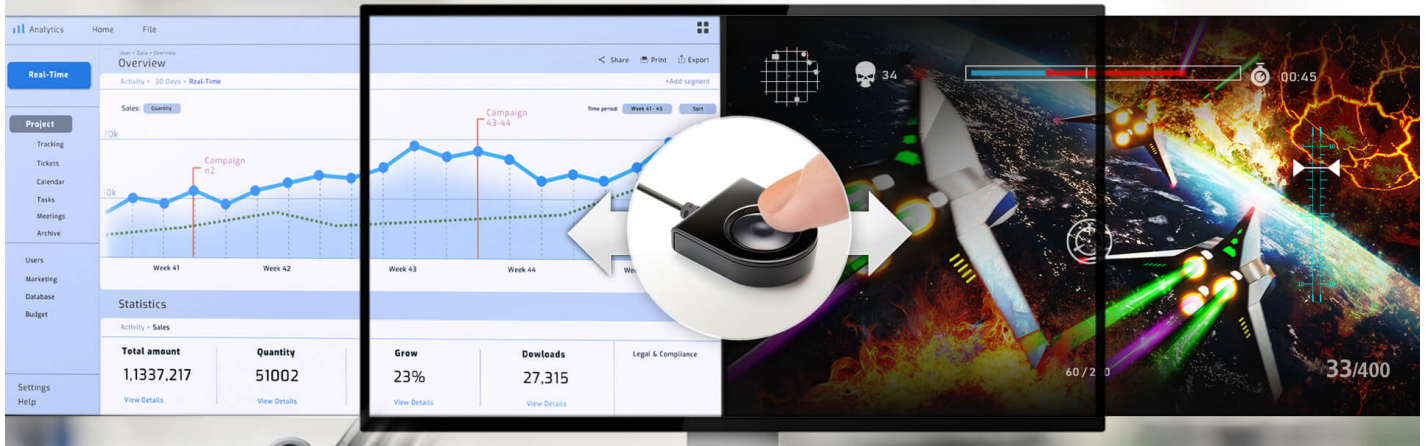 Analytics
Home
File
User > Data > Overview
Overview
Share
Print
Export
Activity > 30 Days > Real-Time
+Add segment
Real-Time
Project
Tracking
Tickets
Calendar
Tasks
Meetings
Archive
Users
Marketing
Database
Budget
Settings
Help
Sales:
Quantity
Time period
Week 41 - 45
Sort
20k
Campaign
n2
Campaign
43-44
Week 41
Week 42
Week 43
Week 44
Statistics
Activity > Sales
Total amount
1,1337,217
View Details
Quantity
51002
View Details
Grow
23%
View Details
Dowloads
27,315
View Details
Legal & Compliance
34
00:45
33/400